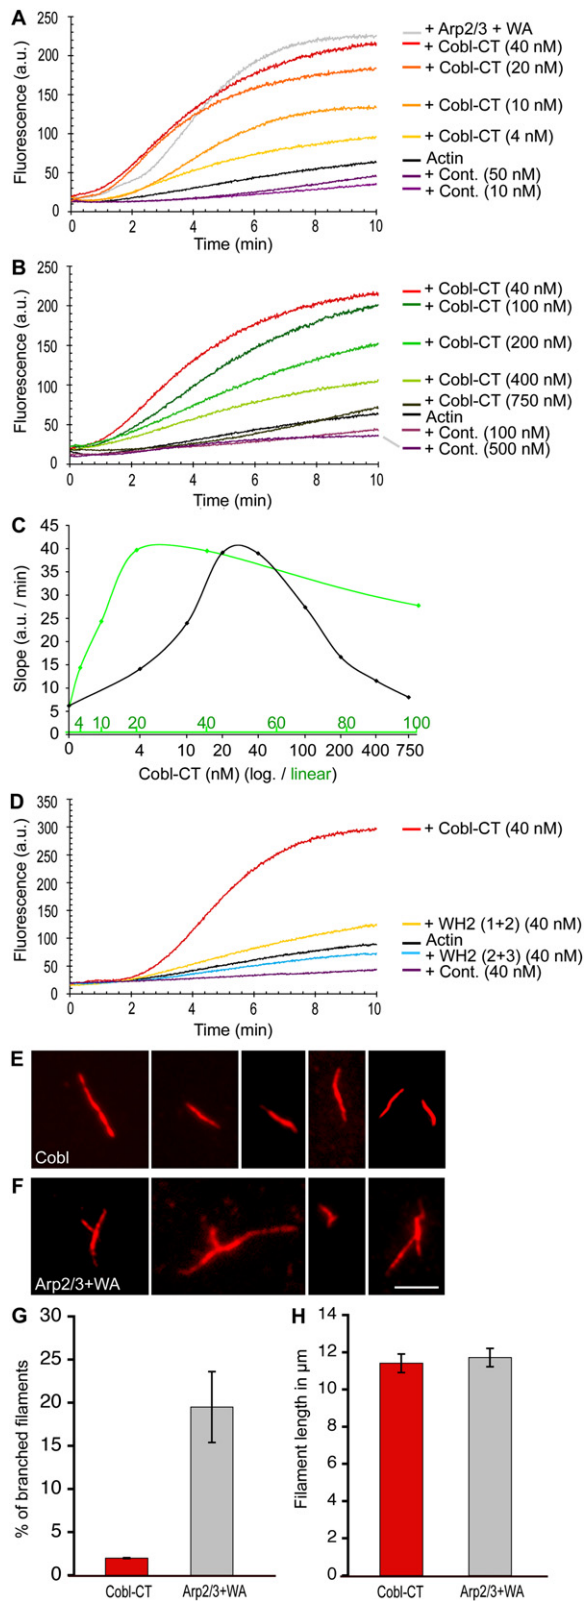 A
Fluorescence (a.u.)
250
200
150
100
50
0
0 2 4 6 8 10
Time (min)
+ Arp2/3 + WA
+ Cobl-CT (40 nM)
+ Cobl-CT (20 nM)
+ Cobl-CT (10 nM)
+ Cobl-CT (4 nM)
Actin
+ Cont. (50 nM)
+ Cont. (10 nM)
B
Fluorescence (a.u.)
250
200
150
100
50
0
0 2 4 6 8 10
Time (min)
+ Cobl-CT (40 nM)
+ Cobl-CT (100 nM)
+ Cobl-CT (200 nM)
+ Cobl-CT (400 nM)
+ Cobl-CT (750 nM)
Actin
+ Cont. (100 nM)
+ Cont. (500 nM)
C
Slope (a.u. / min)
45
40
35
30
25
20
15
10
5
0
4 10 20 40 60 80 100
0 4 10 20 40 100 200 400 750
Cobl-CT (nM) (log. / linear)
D
Fluorescence (a.u.)
350
300
250
200
150
100
50
0
0 2 4 6 8 10
Time (min)
+ Cobl-CT (40 nM)
+ WH2 (1+2) (40 nM)
Actin
+ WH2 (2+3) (40 nM)
+ Cont. (40 nM)
E
Cobl
F
Arp2/3+WA
G
% of branched filaments
30
25
20
15
10
5
0
Cobl-CT Arp2/3+WA
H
Filament length in µm
14
12
10
8
6
4
2
0
Cobl-CT Arp2/3+WA